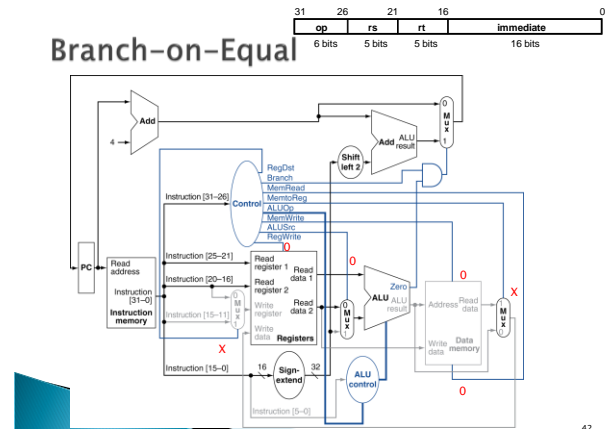 31 26 21 16 0
op rs rt immediate
6 bits 5 bits 5 bits 16 bits
Branch-on-Equal
0
M
u
x
1
Add
4
Add ALU
result
Shift
left 2
RegDst
Branch
MemRead
MemtoReg
ALUOp
MemWrite
ALUSrc
RegWrite
Instruction [31–26]
Control
0
0
PC
Read
address
Instruction
[31–0]
Instruction
memory
Instruction [25–21]
Instruction [20–16]
Instruction [15–11]
0
M
u
x
1
X
Read
register 1
Read
register 2
Write
register
Write
data
Read
data 1
Read
data 2
Registers
0
M
u
x
1
Zero
ALU ALU
result
0
Address Read
data
Write
data
Data
memory
0
X
1
M
u
x
0
Instruction [15–0]
16
Sign-
extend
32
ALU
control
Instruction [5–0]
42